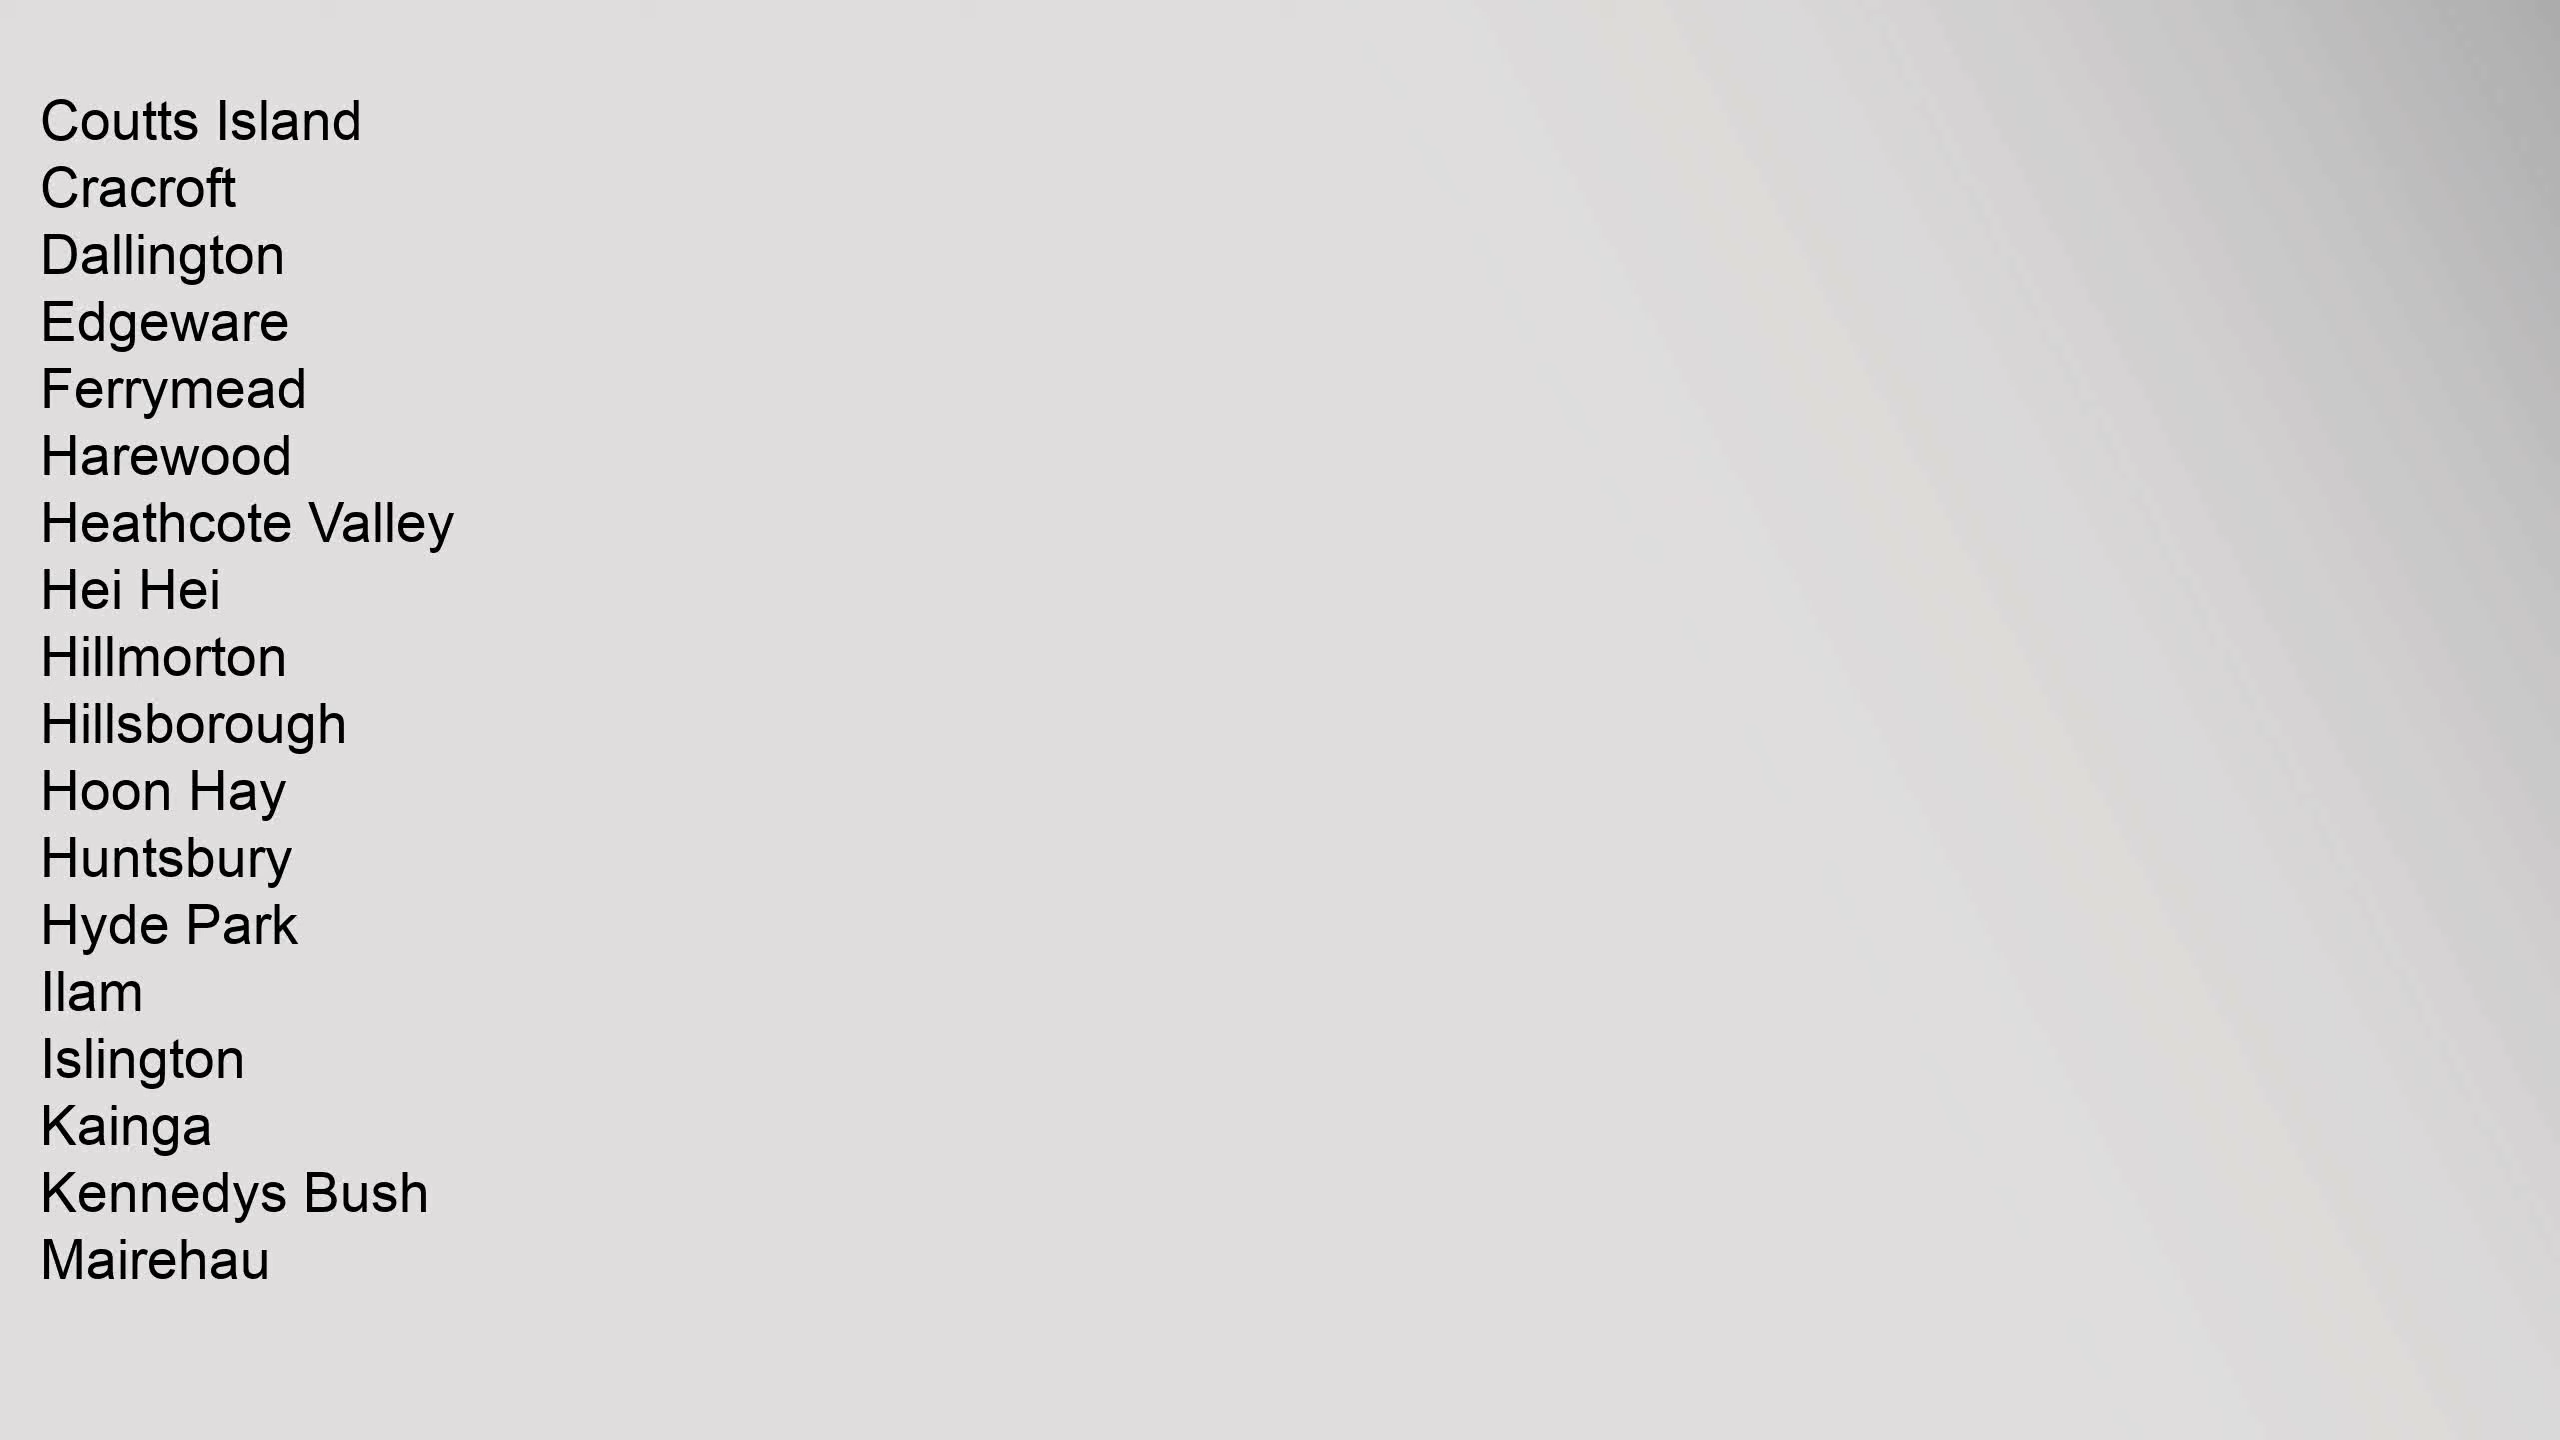 Coutts Island
Cracroft
Dallington
Edgeware
Ferrymead
Harewood
Heathcote Valley
Hei Hei
Hillmorton
Hillsborough
Hoon Hay
Huntsbury
Hyde Park
Ilam
Islington
Kainga
Kennedys Bush
Mairehau